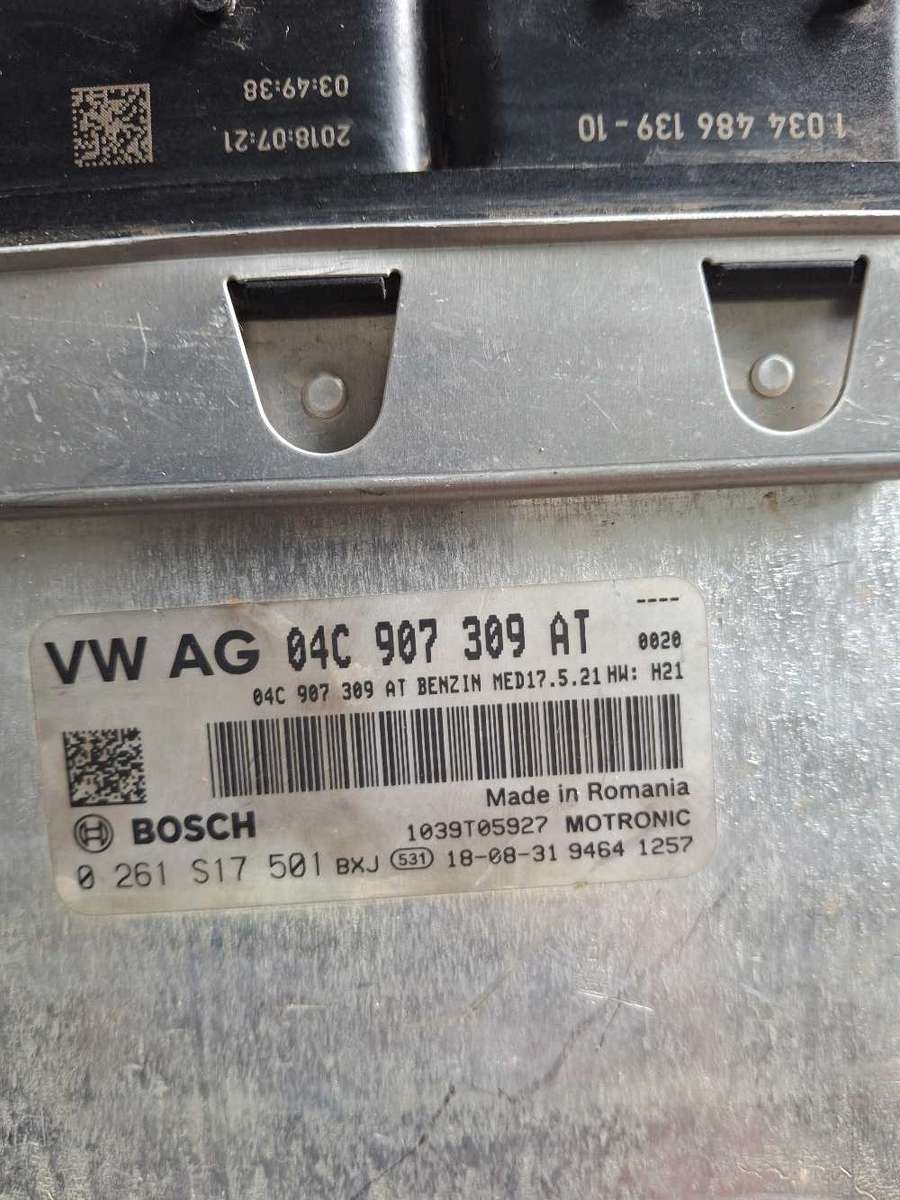 03:49:38
2018:07:21
1 034 486 139 - 10
----
VW AG 04C 907 309 AT 0020
04C 907 309 AT BENZIN MED17.5.21 HW: H21
Made in Romania
BOSCH 1039T05927 MOTRONIC
0 261 S17 501 BXJ 531 18-08-31 9464 1257